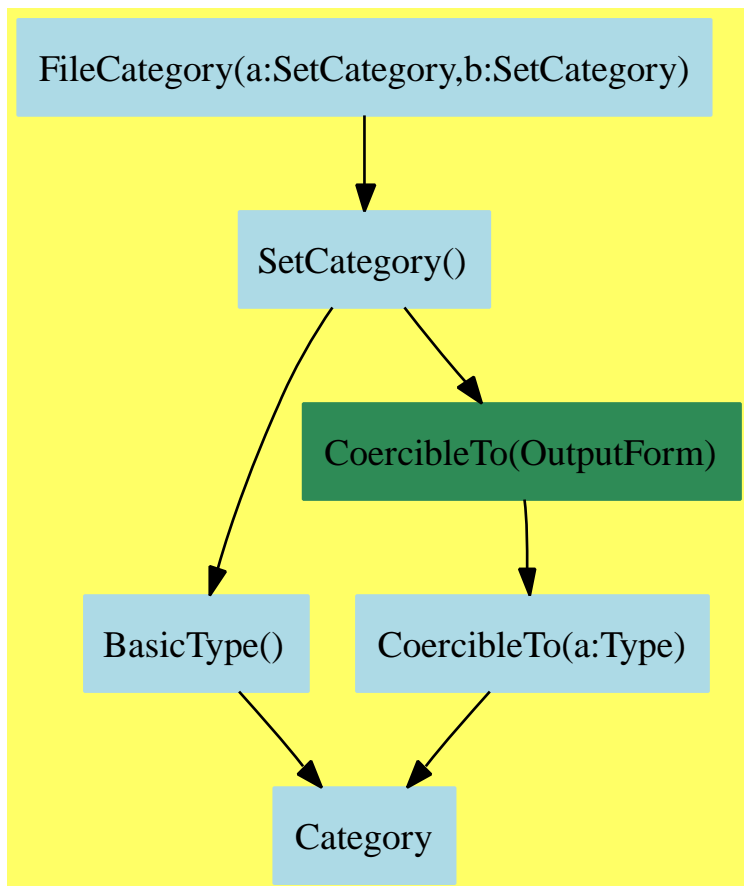 FileCategory(a:SetCategory,b:SetCategory)
SetCategory()
CoercibleTo(OutputForm)
BasicType()
CoercibleTo(a:Type)
Category